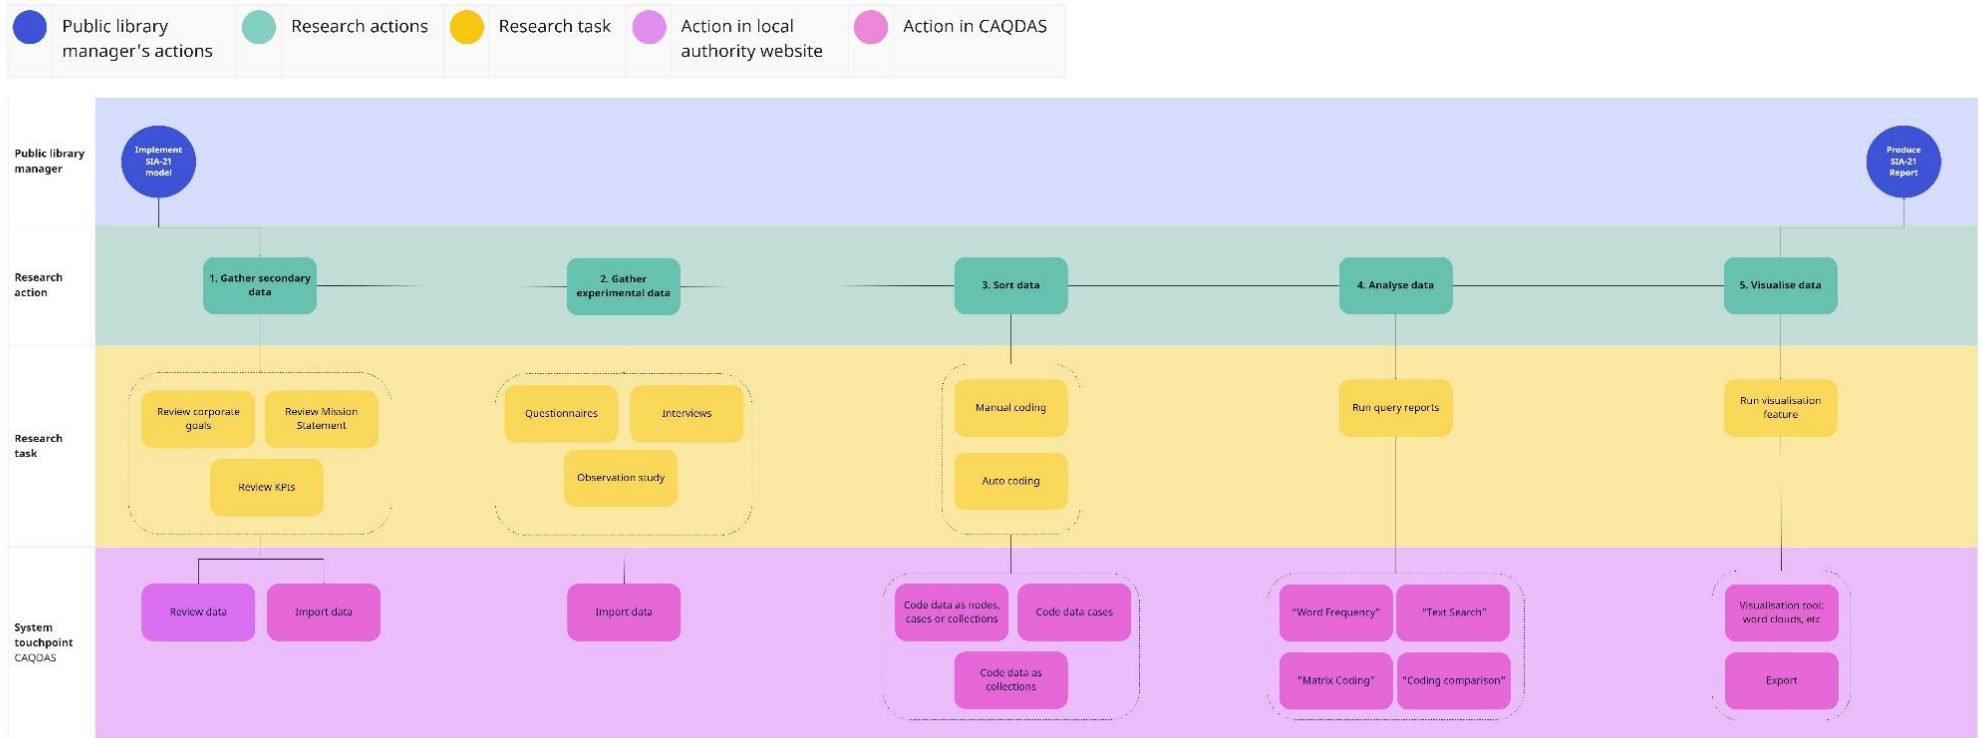 Public library
manager's actions
Research actions
Research task
Action in local
authority website
Action in CAQDAS
Public library
manager
Implement
SIA-21
model
Produce
SIA-21
Report
Research
action
1. Gather secondary
data
2. Gather
experimental data
3. Sort data
4. Analyse data
5. Visualise data
Research
task
Review corporate
goals
Review Mission
Statement
Review KPIs
Questionnaires
Interviews
Observation study
Manual coding
Auto coding
Run query reports
Run visualisation
feature
System
touchpoint
CAQDAS
Review data
Import data
Import data
Code data as nodes,
cases or collections
Code data cases
Code data as
collections
"Word Frequency"
"Text Search"
"Matrix Coding"
"Coding comparison"
Visualisation tool:
word clouds, etc
Export